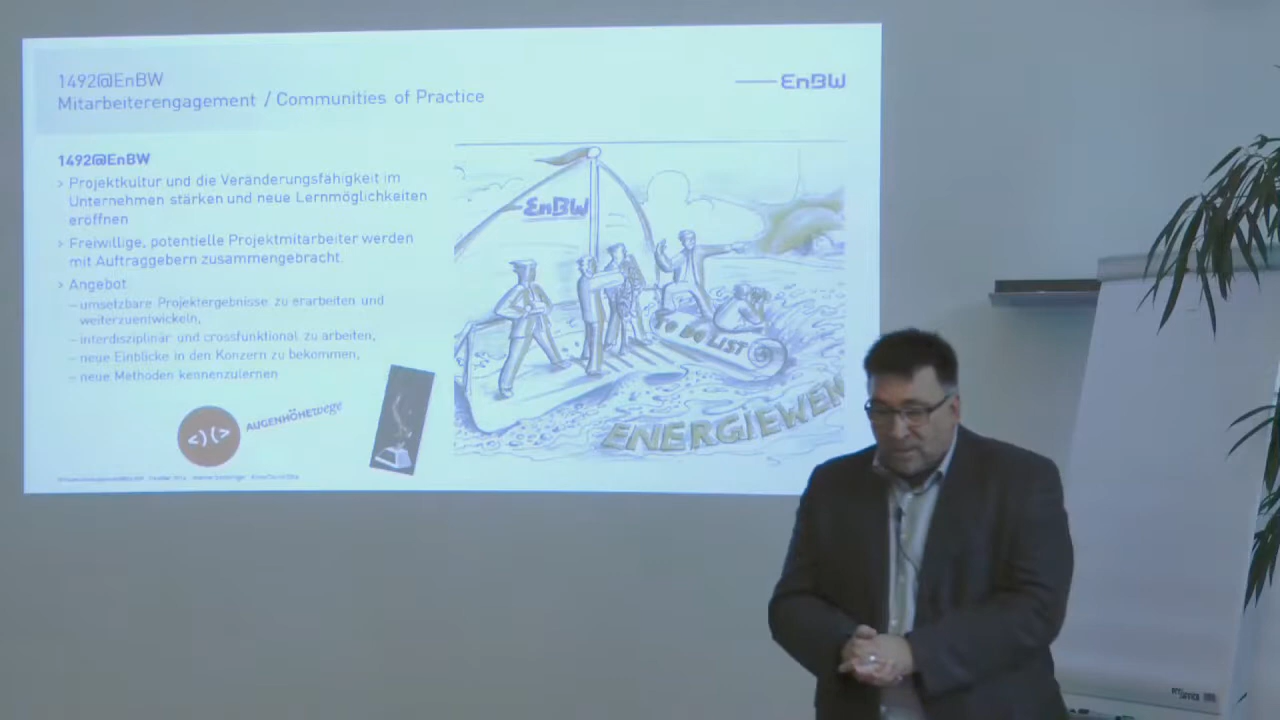 1492@EnBW
Mitarbeiterengagement / Communities of Practice
EnBW
1492@EnBW
> Projektkultur und die Veränderungsfähigkeit im
Unternehmen stärken und neue Lernmöglichkeiten
eröffnen
> Freiwillige, potentielle Projektmitarbeiter werden
mit Auftraggebern zusammengebracht.
> Angebot:
– umsetzbare Projektergebnisse zu erarbeiten und
weiterzuentwickeln,
– interdisziplinär und crossfunktional zu arbeiten,
– neue Einblicke in den Konzern zu bekommen,
– neue Methoden kennenzulernen
<)(>
AUGENHÖHEwege
EnBW
TO DO LIST
ENERGIEWEN